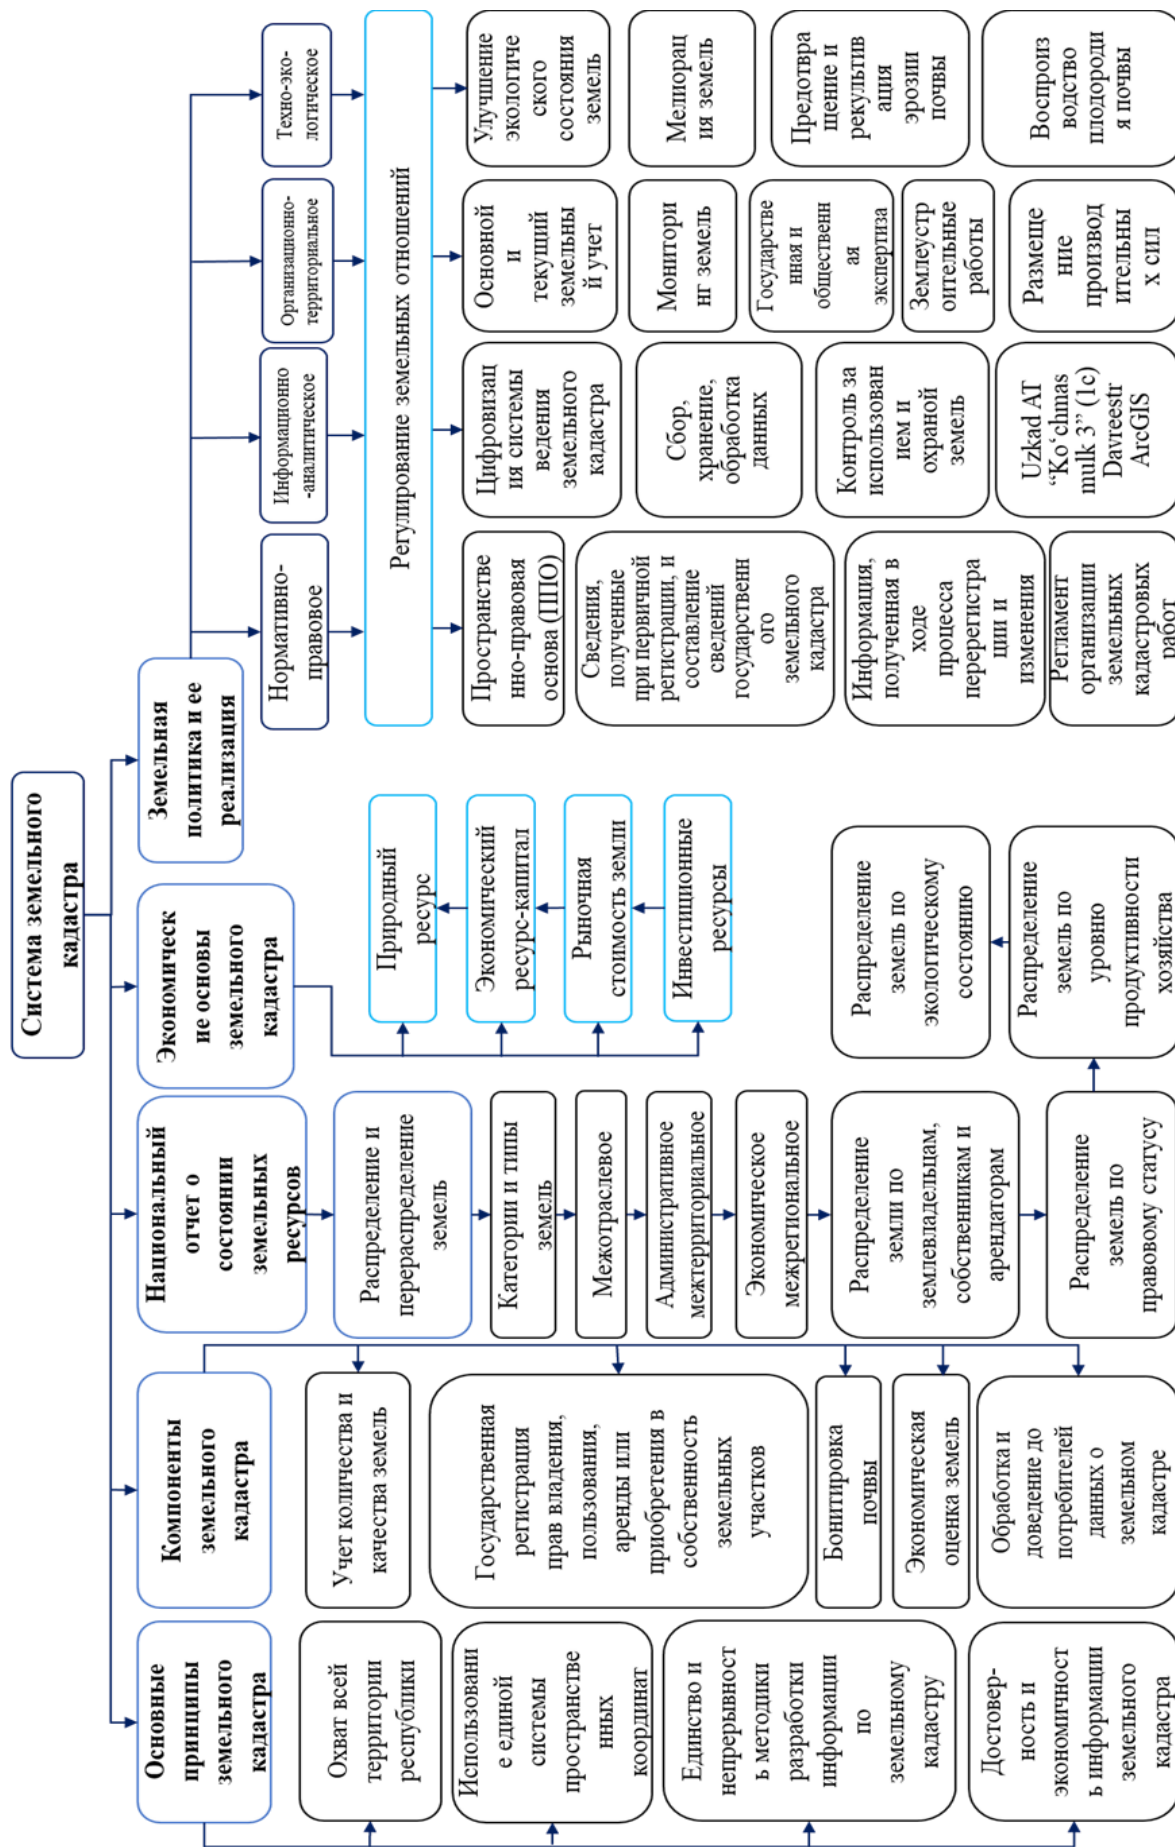 Система земельного
кадастра
Основные
принципы
земельного
кадастра
Компоненты
земельного
кадастра
Национальный
отчет о
состоянии
земельных
ресурсов
Экономическ
ие основы
земельного
кадастра
Земельная
политика и ее
реализация
Охват всей
территории
республики
Использовани
е единой
системы
пространстве
нных
координат
Единство и
непрерывност
ь методики
разработки
информации
по
земельному
кадастру
Достовер-
ность и
экономичност
ь информации
земельного
кадастра
Учет количества и
качества земель
Государственная
регистрация
прав владения,
пользования,
аренды или
приобретения в
собственность
земельных
участков
Бонитировка
почвы
Экономическая
оценка земель
Обработка и
доведение до
потребителей
данных о
земельном
кадастре
Распределение и
перераспределение
земель
Категории и типы
земель
Межотраслевое
Административное
межтерриториальное
Экономическое
межрегиональное
Распределение
земли по
землевладельцам,
собственникам и
арендаторам
Распределение
земель по
правовому статусу
Распределение
земель по
уровню
продуктивности
хозяйства
Распределение
земель по
экологическому
состоянию
Природный
ресурс
Экономический
ресурс-капитал
Рыночная
стоимость земли
Инвестиционные
ресурсы
Нормативно-
правовое
Информационно
-аналитическое
Организационно-
территориальное
Техно-эко-
логическое
Регулирование земельных отношений
Пространстве
нно-правовая
основа (ППО)
Сведения,
полученные
при первичной
регистрации, и
составление
сведений
государственн
ого
земельного
кадастра
Информация,
полученная в
ходе
процесса
перерегистра
ции и
изменения
Регламент
организации
земельных
кадастровых
работ
Цифровизац
ия системы
ведения
земельного
кадастра
Сбор,
хранение,
обработка
данных
Контроль за
использован
ием и
охраной
земель
Uzkad AT
“Ko‘chmas
mulk 3” (1c)
Davreestr
ArcGIS
Основной
и
текущий
земельны
й учет
Монитори
нг земель
Государстве
нная и
общественн
ая
экспертиза
Землеустр
оительные
работы
Размеще
ние
производ
ительны
х сил
Улучшение
экологиче
ского
состояния
земель
Мелиорац
ия земель
Предотвра
щение и
рекультив
ация
эрозии
почвы
Воспроиз
водство
плодороди
я почвы